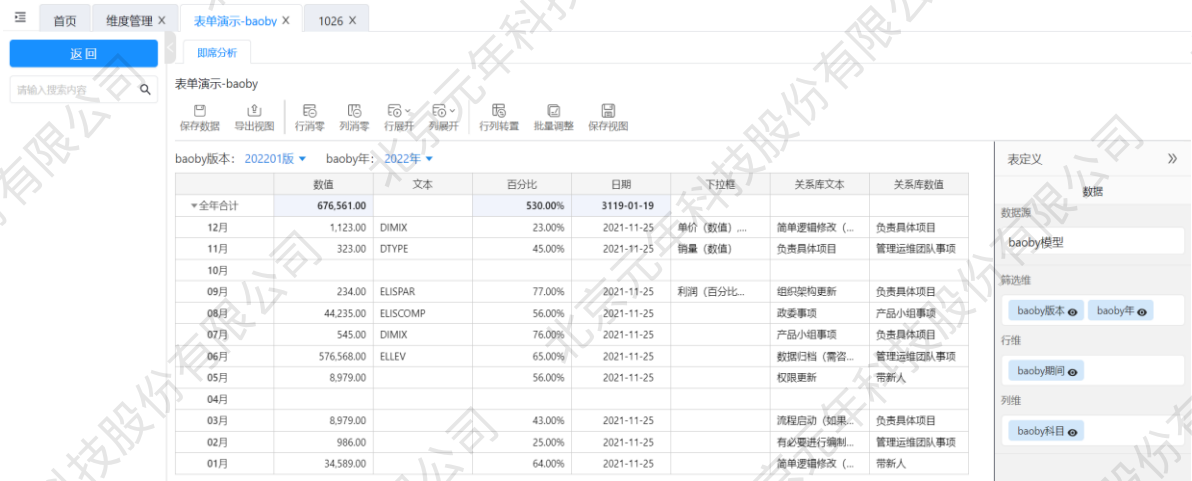 首页 维度管理 X 表单演示-baoby X 1026 X
返回
即席分析
请输入搜索内容
表单演示-baoby
保存数据 导出视图 行消零 列消零 行展开 列展开 行列转置 批量调整 保存视图
baoby版本： 202201版 baoby年： 2022年
数值 文本 百分比 日期 下拉框 关系库文本 关系库数值
全年合计 676,561.00 530.00% 3119-01-19
12月 1,123.00 DIMIX 23.00% 2021-11-25 单价（数值）,... 简单逻辑修改（... 负责具体项目
11月 323.00 DTYPE 45.00% 2021-11-25 销量（数值） 负责具体项目 管理运维团队事项
10月
09月 234.00 ELISPAR 77.00% 2021-11-25 利润（百分比... 组织架构更新 负责具体项目
08月 44,235.00 ELISCOMP 56.00% 2021-11-25 政委事项 产品小组事项
07月 545.00 DIMIX 76.00% 2021-11-25 产品小组事项 负责具体项目
06月 576,568.00 ELLEV 65.00% 2021-11-25 数据归档（需咨... 管理运维团队事项
05月 8,979.00 56.00% 2021-11-25 权限更新 带新人
04月
03月 8,979.00 43.00% 2021-11-25 流程启动（如果... 负责具体项目
02月 986.00 25.00% 2021-11-25 有必要进行编制... 管理运维团队事项
01月 34,589.00 64.00% 2021-11-25 简单逻辑修改（... 带新人
表定义
数据
数据源
baoby模型
筛选维
baoby版本 baoby年
行维
baoby期间
列维
baoby科目
北京元年科技股份有限公司